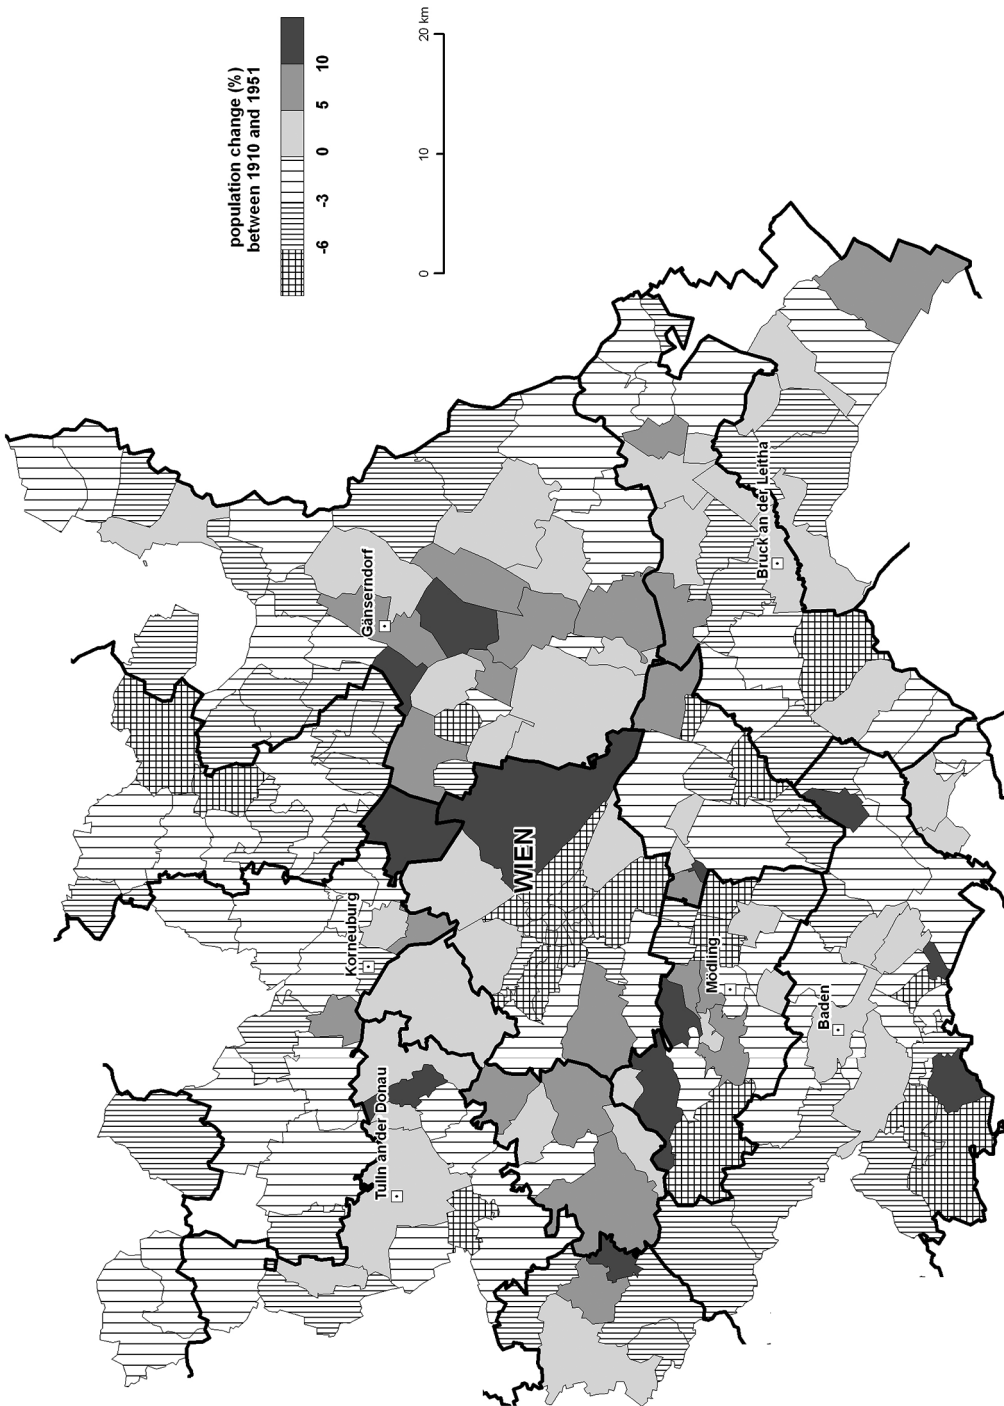 population change (%)
between 1910 and 1951
-6
-3
0
5
10
0
10
20 km
Gänserndorf
Korneuburg
Tulln an der Donau
WIEN
Bruck an der Leitha
Mödling
Baden